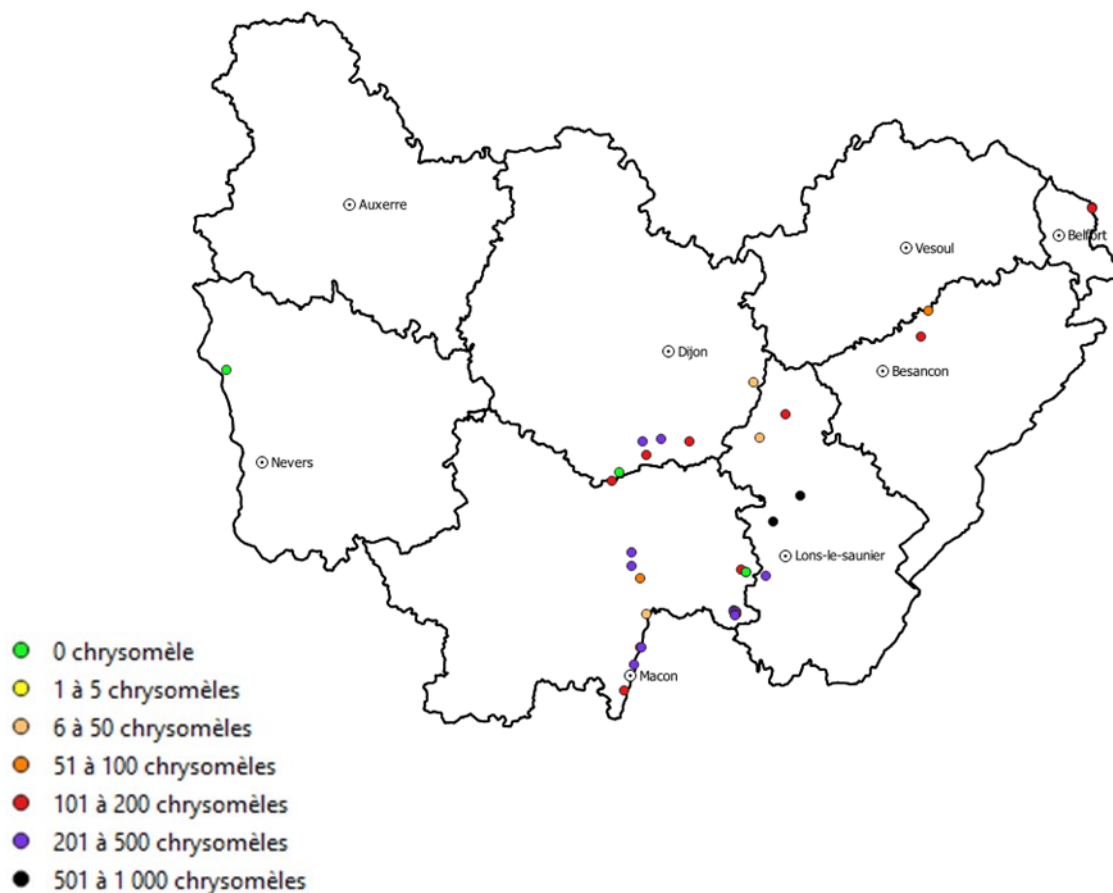 Auxerre
Belfort
Vesoul
Dijon
Besancon
Nevers
Lons-le-saunier
Macon
0 chrysomèle
1 à 5 chrysomèles
6 à 50 chrysomèles
51 à 100 chrysomèles
101 à 200 chrysomèles
201 à 500 chrysomèles
501 à 1 000 chrysomèles